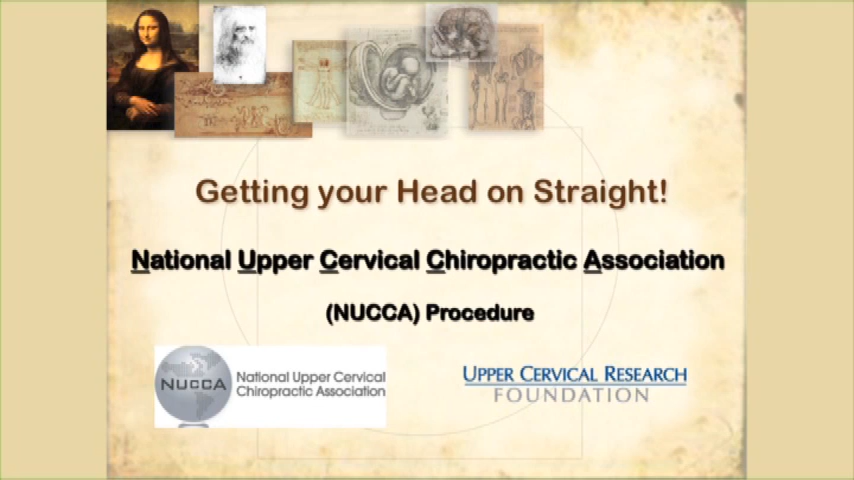 Getting your Head on Straight!
National Upper Cervical Chiropractic Association
(NUCCA) Procedure
NUCCA
National Upper Cervical
Chiropractic Association
UPPER CERVICAL RESEARCH
FOUNDATION